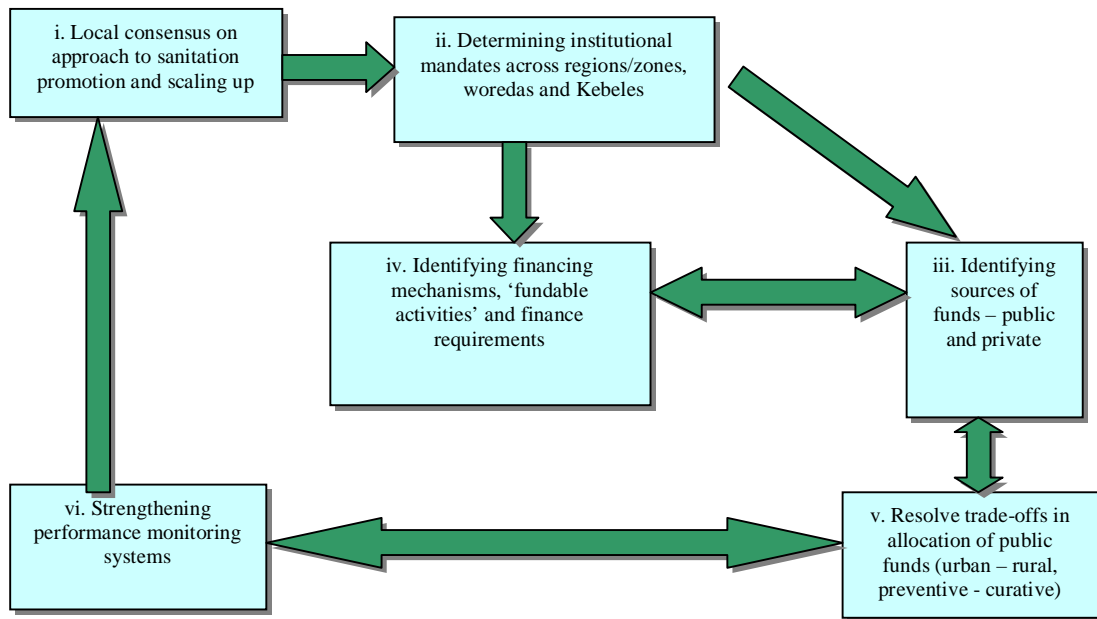 i. Local consensus on
approach to sanitation
promotion and scaling up
ii. Determining institutional
mandates across regions/zones,
woredas and Kebeles
iv. Identifying financing
mechanisms, ‘fundable
activities’ and finance
requirements
iii. Identifying
sources of
funds – public
and private
vi. Strengthening
performance monitoring
systems
v. Resolve trade-offs in
allocation of public
funds (urban – rural,
preventive - curative)